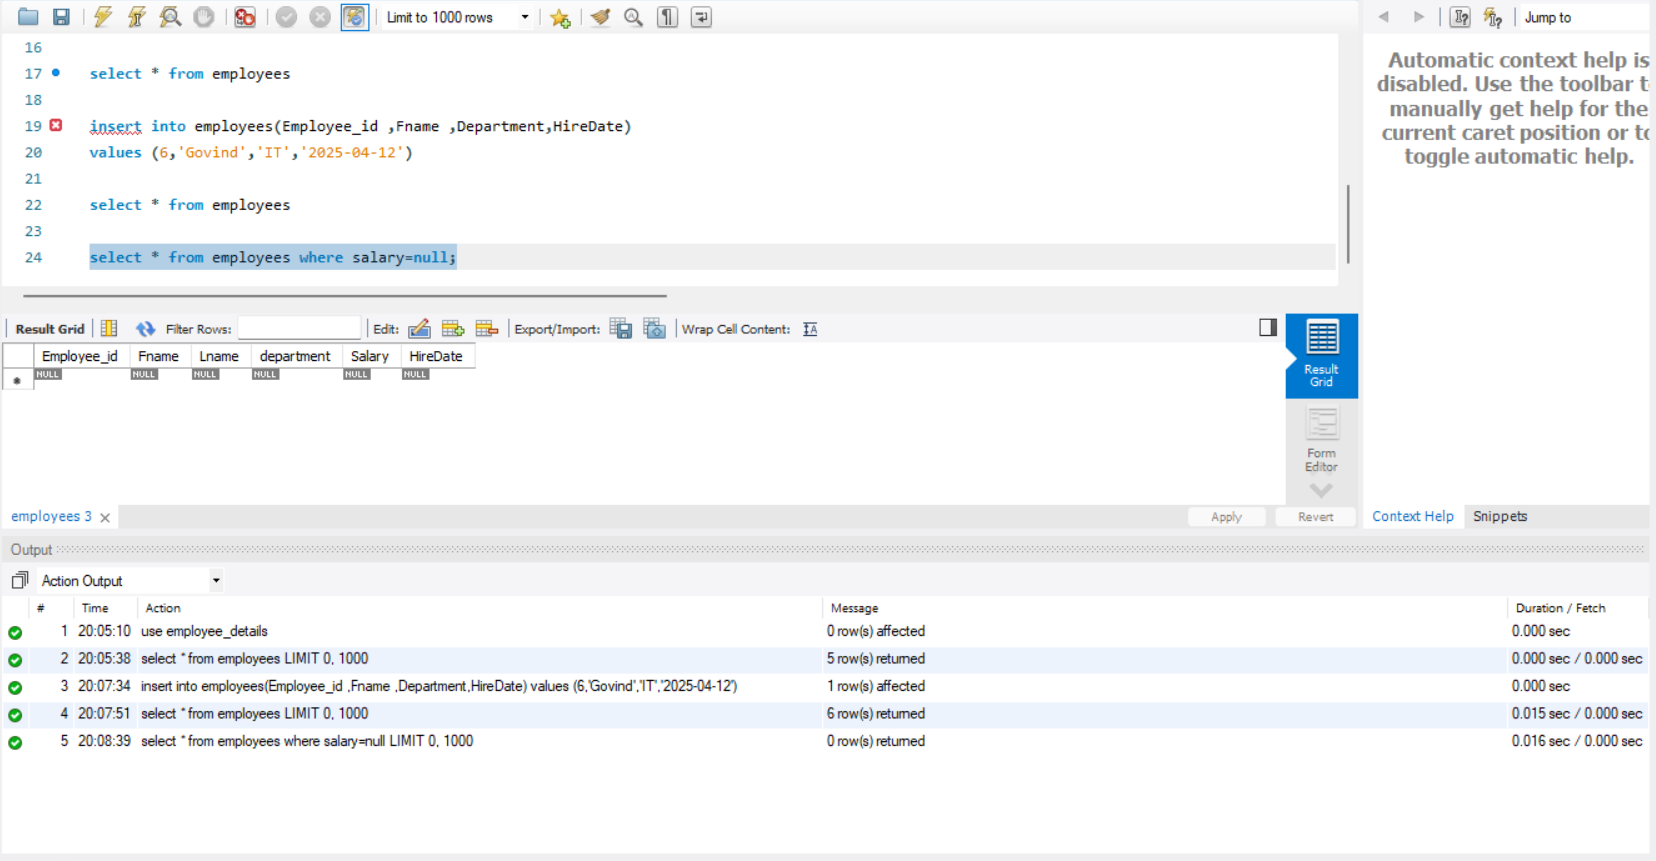 Limit to 1000 rows
Jump to
16
17 select * from employees
18
19 insert into employees(Employee_id ,Fname ,Department,HireDate)
20 values (6,'Govind','IT','2025-04-12')
21
22 select * from employees
23
24 select * from employees where salary=null;
Automatic context help is
disabled. Use the toolbar t
manually get help for the
current caret position or to
toggle automatic help.
Result Grid Filter Rows: Edit: Export/Import: Wrap Cell Content:
Employee_id Fname Lname department Salary HireDate
NULL NULL NULL NULL NULL NULL
Result
Grid
Form
Editor
employees 3
Apply Revert
Context Help Snippets
Output
Action Output
# Time Action Message Duration / Fetch
1 20:05:10 use employee_details 0 row(s) affected 0.000 sec
2 20:05:38 select * from employees LIMIT 0, 1000 5 row(s) returned 0.000 sec / 0.000 sec
3 20:07:34 insert into employees(Employee_id ,Fname ,Department,HireDate) values (6,'Govind','IT','2025-04-12') 1 row(s) affected 0.000 sec
4 20:07:51 select * from employees LIMIT 0, 1000 6 row(s) returned 0.015 sec / 0.000 sec
5 20:08:39 select * from employees where salary=null LIMIT 0, 1000 0 row(s) returned 0.016 sec / 0.000 sec